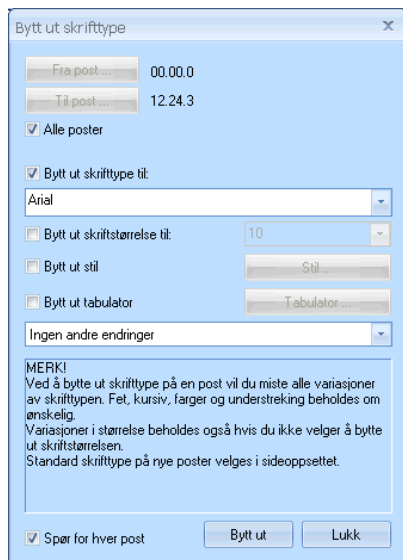 Bytt ut skrifttype
Fra post ... 00.00.0
Til post ... 12.24.3
Alle poster
Bytt ut skrifttype til:
Arial
Bytt ut skriftstørrelse til: 10
Bytt ut stil Stil ...
Bytt ut tabulator Tabulator ...
Ingen andre endringer
MERK!
Ved å bytte ut skrifttype på en post vil du miste alle variasjoner
av skrifttypen. Fet, kursiv, farger og understreking beholdes om
ønskelig.
Variasjoner i størrelse beholdes også hvis du ikke velger å bytte
ut skriftstørrelsen.
Standard skrifttype på nye poster velges i sideoppsettet.
Spør for hver post Bytt ut Lukk